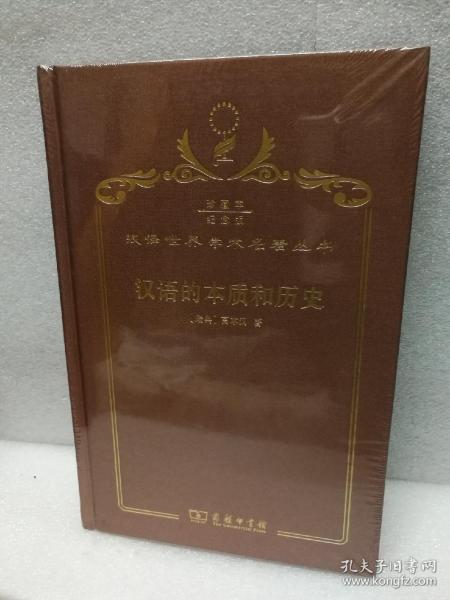 珍藏本
纪念版
汉译世界学术名著丛书
汉语的本质和历史
〔瑞典〕高本汉 著
商务印书馆
The Commercial Press
孔夫子旧书网
www.kongfz.com